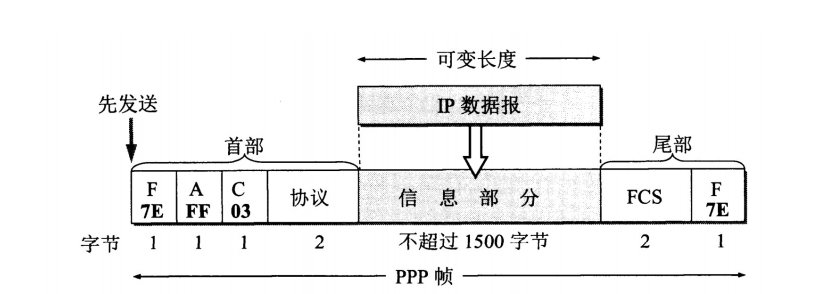 可变长度
先发送
IP 数据报
首部
尾部
F A C 协议 信息部分 FCS F
7E FF 03 7E
字节 1 1 1 2 不超过 1500 字节 2 1
PPP 帧